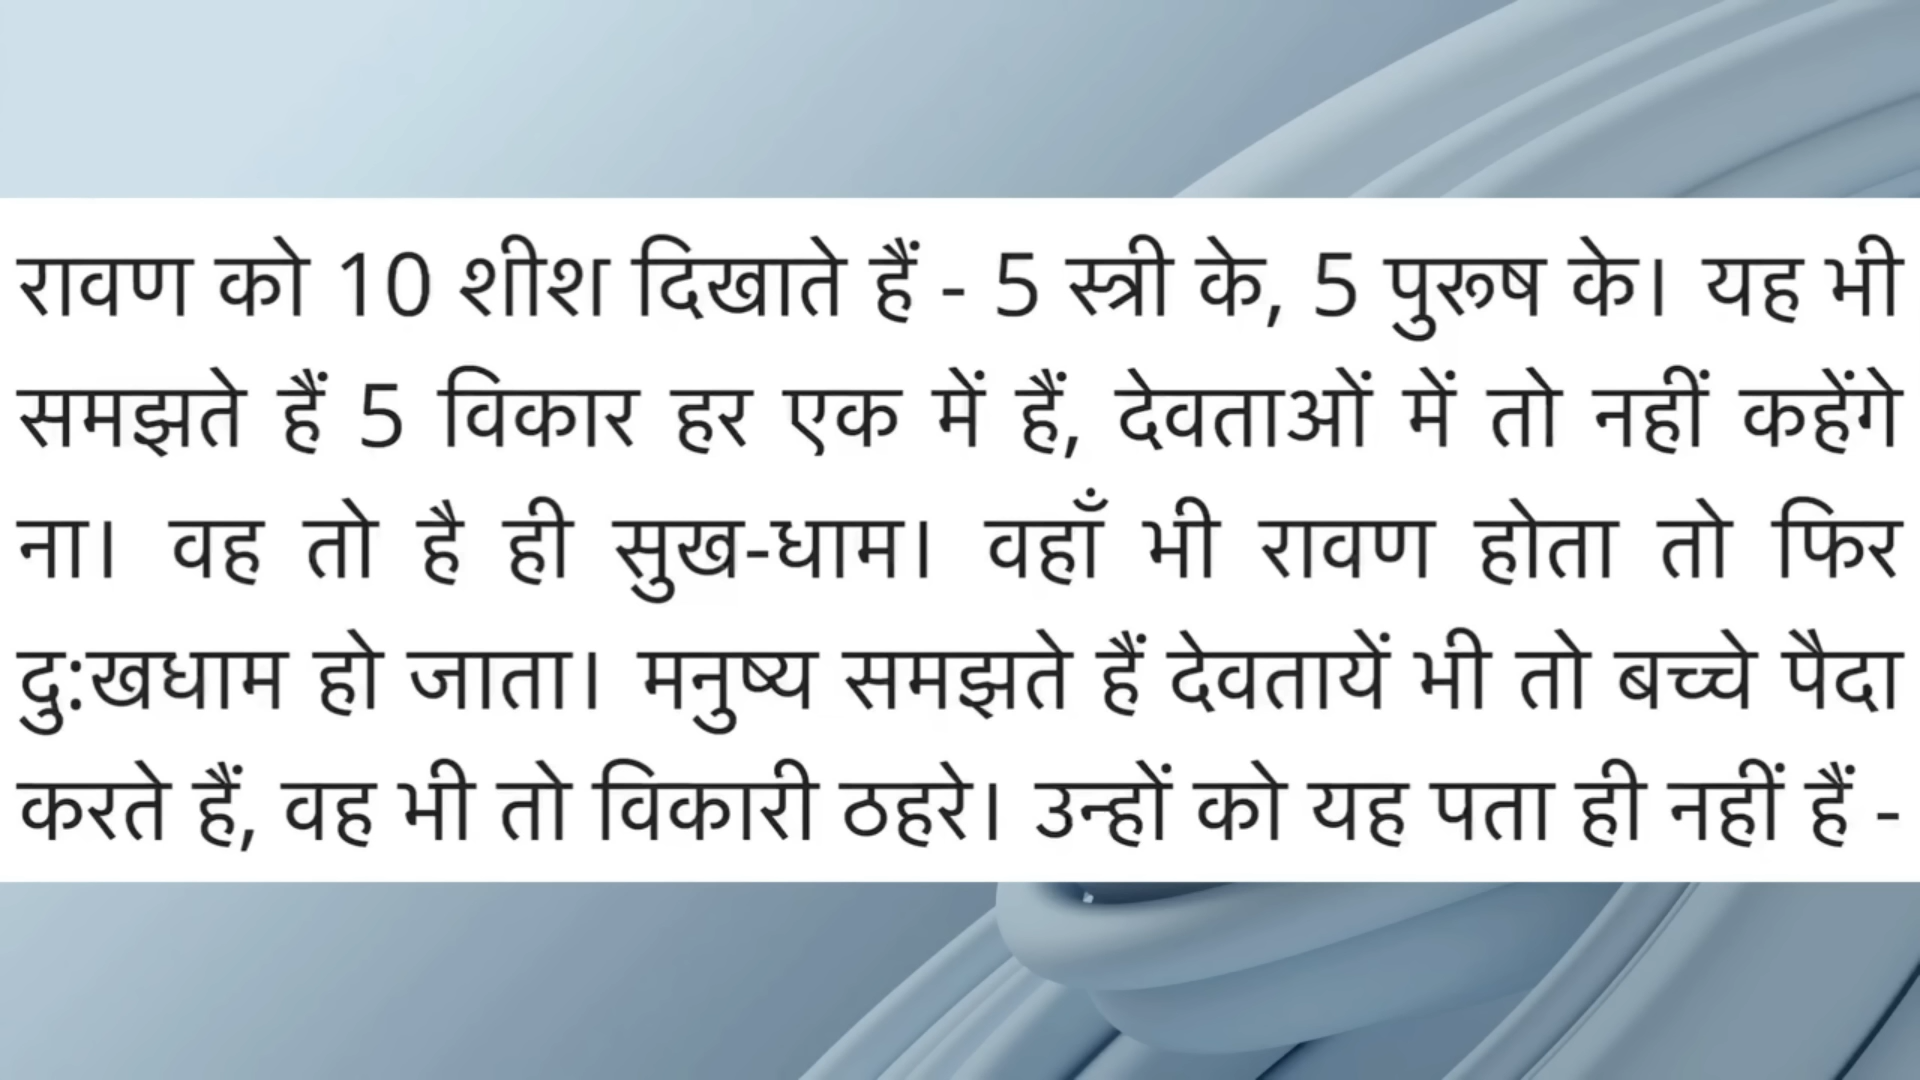 रावण को 10 शीश दिखाते हैं - 5 स्त्री के, 5 पुरूष के। यह भी
समझते हैं 5 विकार हर एक में हैं, देवताओं में तो नहीं कहेंगे
ना। वह तो है ही सुख-धाम। वहाँ भी रावण होता तो फिर
दु:खधाम हो जाता। मनुष्य समझते हैं देवतायें भी तो बच्चे पैदा
करते हैं, वह भी तो विकारी ठहरे। उन्हों को यह पता ही नहीं हैं -